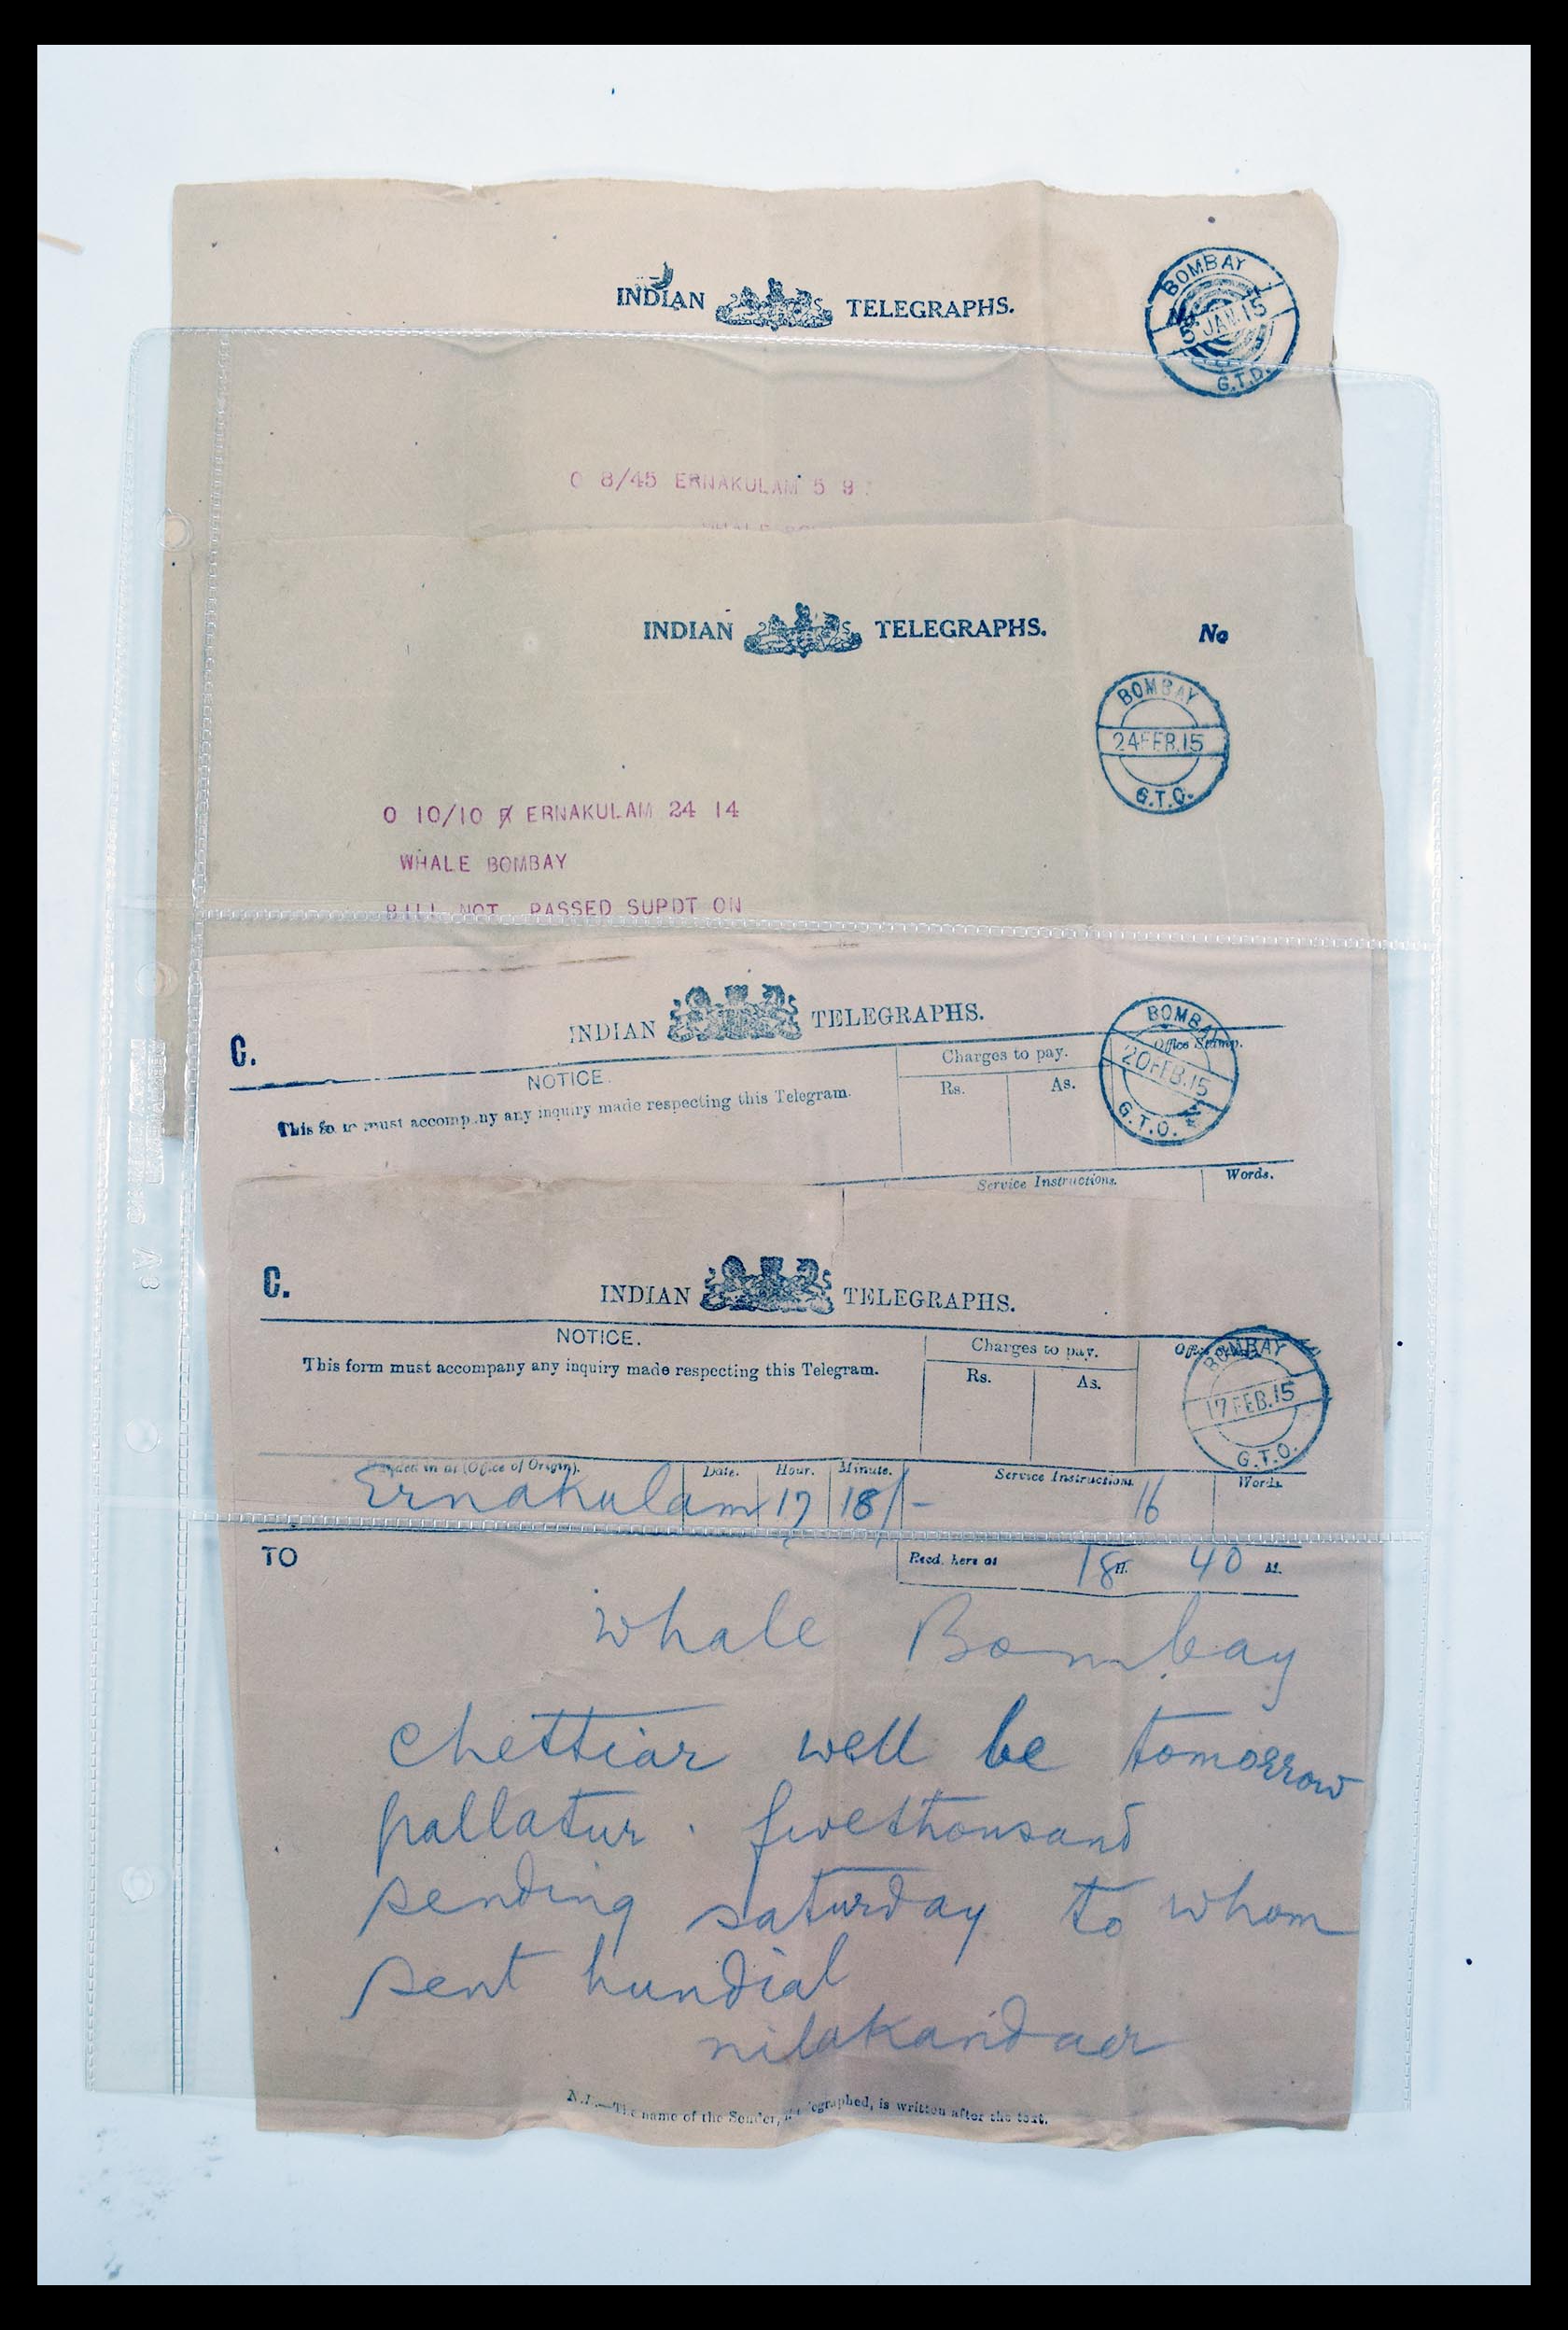 INDIAN TELEGRAPHS.
BOMBAY
5 JAN.15
G.T.O.
O 8/45 ERNAKULAM 5 9
INDIAN TELEGRAPHS.
No
BOMBAY
24 FEB.15
G.T.O.
O 10/10 ERNAKULAM 24 14
WHALE BOMBAY
BILL NOT PASSED SUPDT ON
C.
INDIAN TELEGRAPHS.
BOMBAY
20 FEB.15
G.T.O.
NOTICE.
Charges to pay.
Office Stamp.
This must accompany any inquiry made respecting this Telegram.
Rs. As.
Service Instructions. Words.
C.
INDIAN TELEGRAPHS.
NOTICE.
Charges to pay.
BOMBAY
17 FEB.15
G.T.O.
This form must accompany any inquiry made respecting this Telegram.
Rs. As.
Handed in at (Office of Origin). Date. Hour. Minute. Service Instructions. Words.
Ernakulam 17 18/- 16
TO
Recd. here at 18 H. 40 M.
Whale Bombay
chettiar well be tomorrow
pallatur . fivethousand
sending saturday to whom
sent hundial
N.B.—The name of the Sender, if telegraphed, is written after the text.